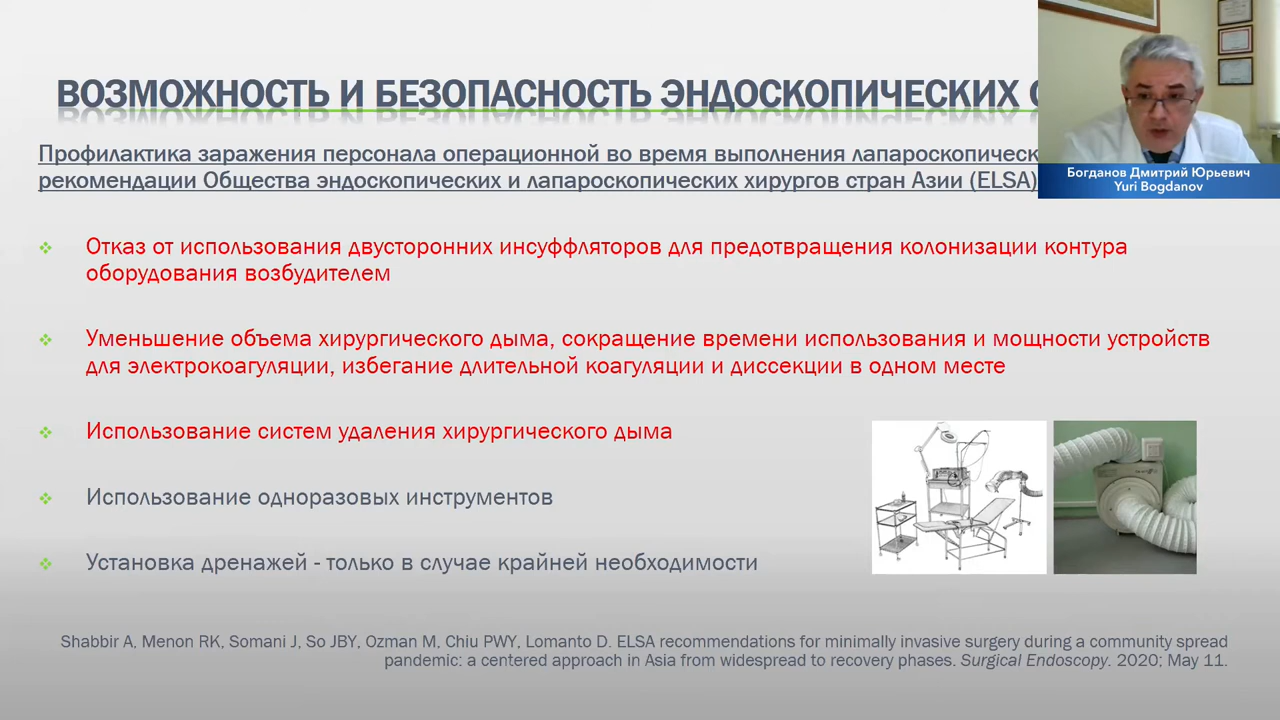 ВОЗМОЖНОСТЬ И БЕЗОПАСНОСТЬ ЭНДОСКОПИЧЕСКИХ
Профилактика заражения персонала операционной во время выполнения
рекомендации Общества эндоскопических и лапароскопических хирургов стран Азии (ELSA)
Богданов Дмитрий Юрьевич
Yuri Bogdanov
Отказ от использования двусторонних инсуффляторов для предотвращения колонизации контура
оборудования возбудителем
Уменьшение объема хирургического дыма, сокращение времени использования и мощности устройств
для электрокоагуляции, избегание длительной коагуляции и диссекции в одном месте
Использование систем удаления хирургического дыма
Использование одноразовых инструментов
Установка дренажей - только в случае крайней необходимости
Shabbir A, Menon RK, Somani J, So JBY, Ozman M, Chiu PWY, Lomanto D. ELSA recommendations for minimally invasive surgery during a community spread
pandemic: a centered approach in Asia from widespread to recovery phases. Surgical Endoscopy. 2020; May 11.